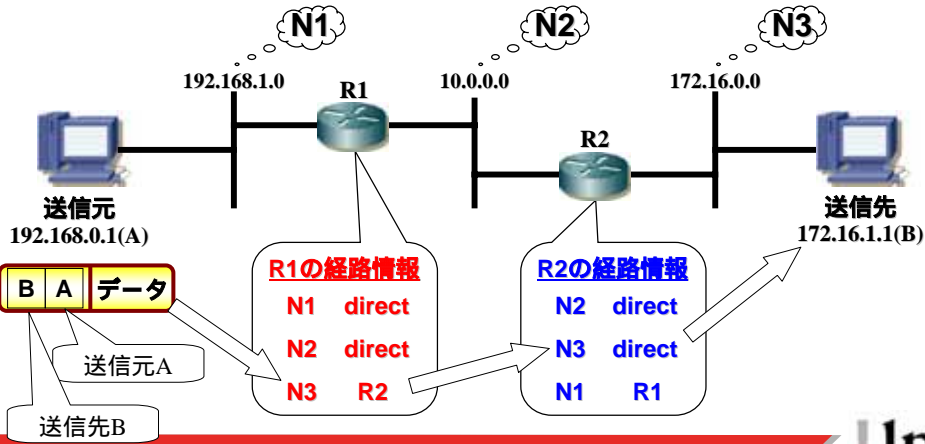 N1
N2
N3
192.168.1.0
10.0.0.0
172.16.0.0
R1
R2
送信元
192.168.0.1(A)
送信先
172.16.1.1(B)
B A データ
送信元A
送信先B
R1の経路情報
N1 direct
N2 direct
N3 R2
R2の経路情報
N2 direct
N3 direct
N1 R1